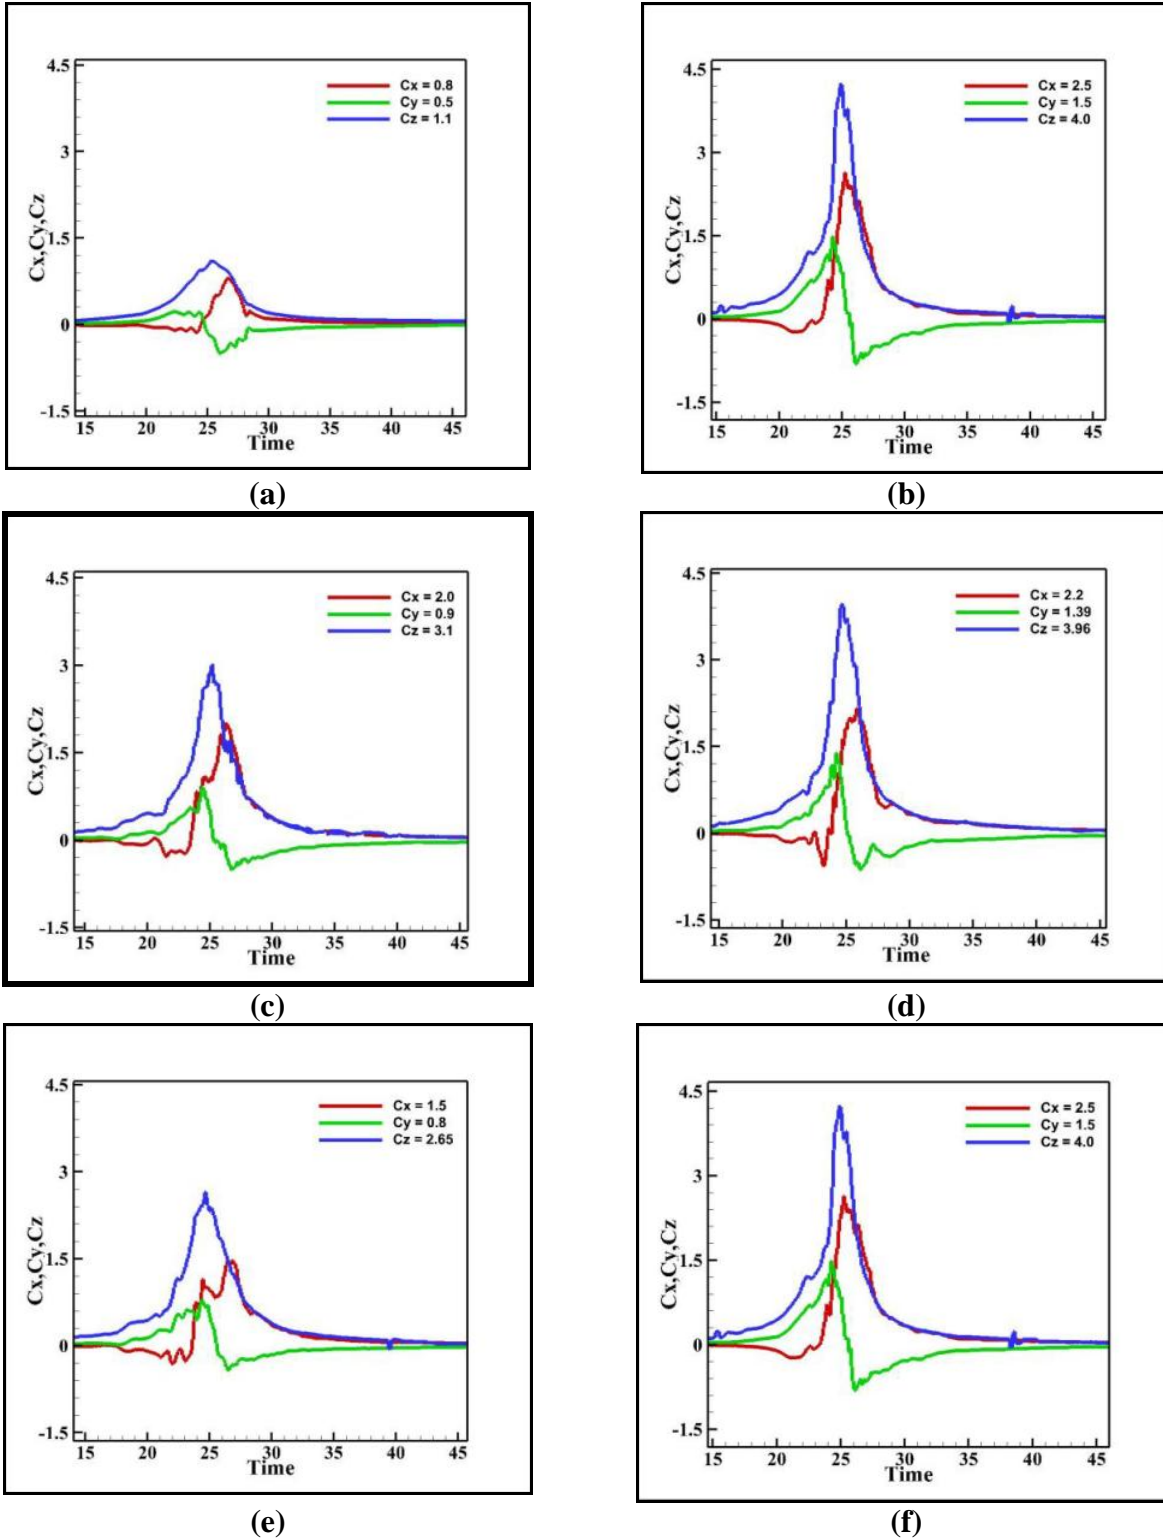 4.5
3
1.5
0
-1.5
Cx,Cy,Cz
Cx = 0.8
Cy = 0.5
Cz = 1.1
15 20 25 30 35 40 45
Time
(a)
4.5
3
1.5
0
-1.5
Cx,Cy,Cz
Cx = 2.5
Cy = 1.5
Cz = 4.0
15 20 25 30 35 40 45
Time
(b)
4.5
3
1.5
0
-1.5
Cx,Cy,Cz
Cx = 2.0
Cy = 0.9
Cz = 3.1
15 20 25 30 35 40 45
Time
(c)
4.5
3
1.5
0
-1.5
Cx,Cy,Cz
Cx = 2.2
Cy = 1.39
Cz = 3.96
15 20 25 30 35 40 45
Time
(d)
4.5
3
1.5
0
-1.5
Cx,Cy,Cz
Cx = 1.5
Cy = 0.8
Cz = 2.65
15 20 25 30 35 40 45
Time
(e)
4.5
3
1.5
0
-1.5
Cx,Cy,Cz
Cx = 2.5
Cy = 1.5
Cz = 4.0
15 20 25 30 35 40 45
Time
(f)